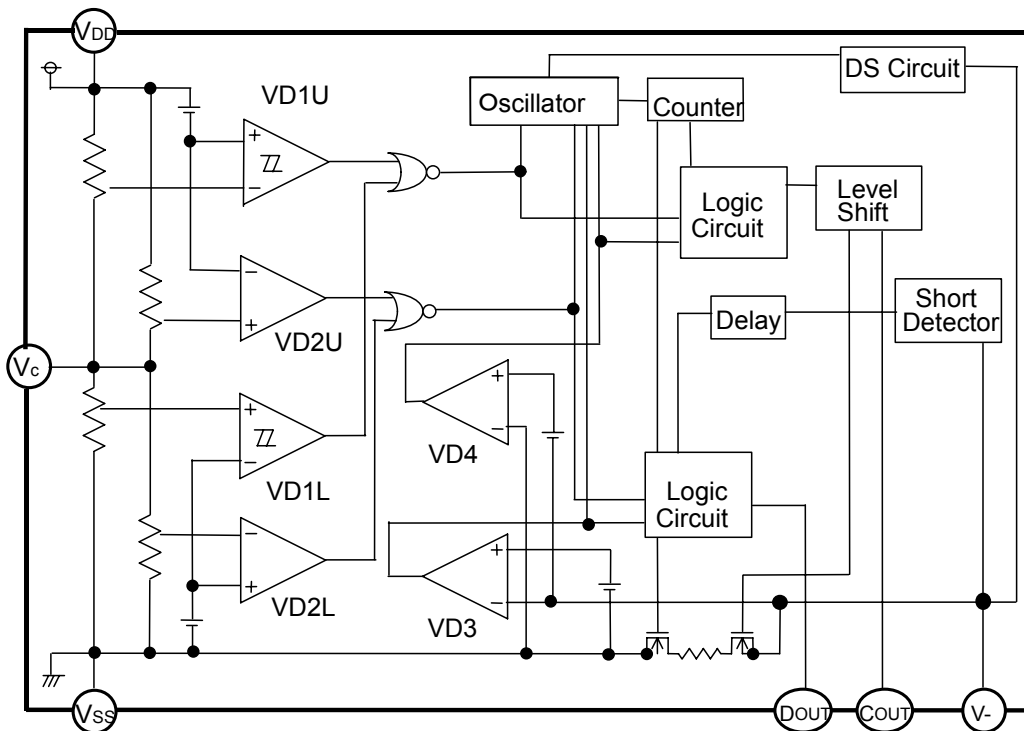 VDD
VD1U
Oscillator
Counter
DS Circuit
+
−
Logic
Circuit
Level
Shift
−
+
VD2U
Delay
Short
Detector
Vc
+
−
VD4
+
−
VD1L
Logic
Circuit
−
+
VD2L
+
−
VD3
VSS
DOUT
COUT
V-